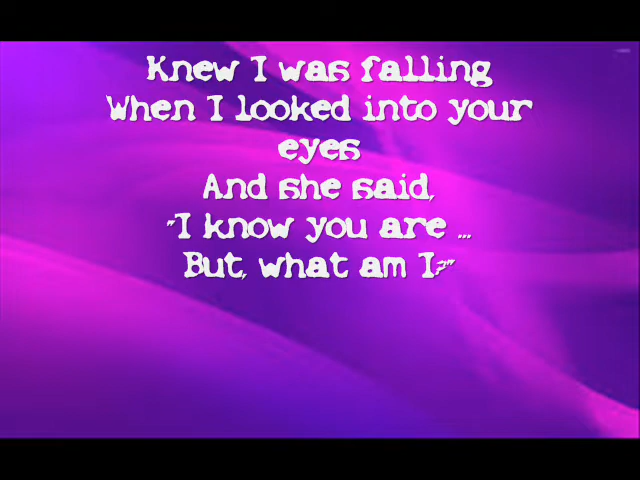 Knew I was falling
When I looked into your
eyes
And she said,
"I know you are ...
But, what am I?"